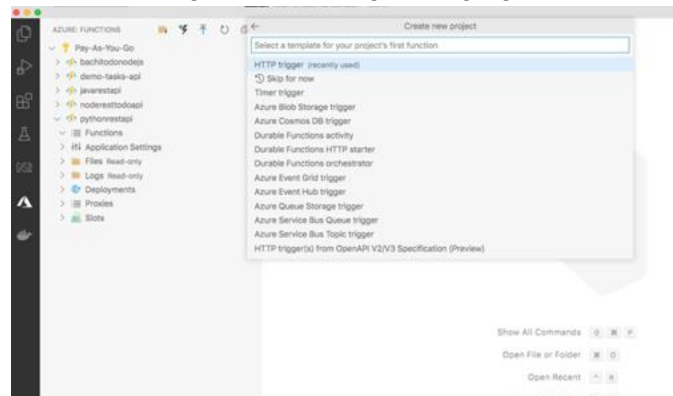 AZURE: FUNCTIONS
Pay-As-You-Go
bachitodonodejs
demo-tasks-api
javarestapi
noderesttodoapi
pythonrestapi
Functions
Application Settings
Files Read-only
Logs Read-only
Deployments
Proxies
Slots
Create new project
Select a template for your project's first function
HTTP trigger (recently used)
Skip for now
Timer trigger
Azure Blob Storage trigger
Azure Cosmos DB trigger
Durable Functions activity
Durable Functions HTTP starter
Durable Functions orchestrator
Azure Event Grid trigger
Azure Event Hub trigger
Azure Queue Storage trigger
Azure Service Bus Queue trigger
Azure Service Bus Topic trigger
HTTP trigger(s) from OpenAPI V2/V3 Specification (Preview)
Show All Commands ⇧ ⌘ P
Open File or Folder ⌘ O
Open Recent ^ R